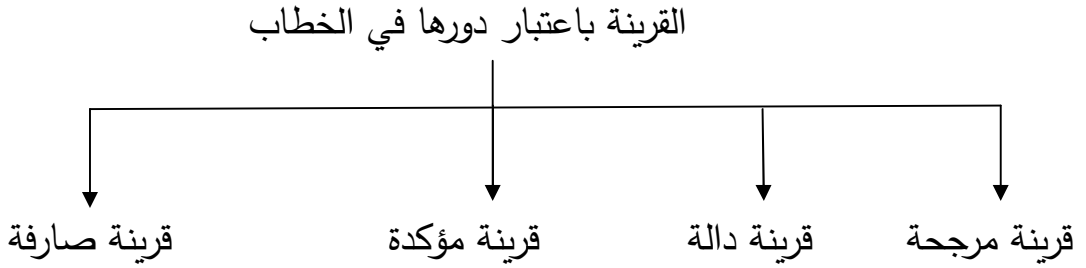 القرينة باعتبار دورها في الخطاب
قرينة مرجحة قرينة دالة قرينة مؤكدة قرينة صارفة